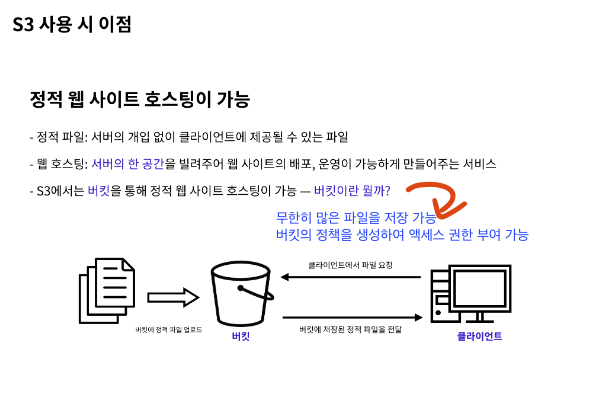 S3 사용 시 이점
정적 웹 사이트 호스팅이 가능
- 정적 파일: 서버의 개입 없이 클라이언트에 제공될 수 있는 파일
- 웹 호스팅: 서버의 한 공간을 빌려주어 웹 사이트의 배포, 운영이 가능하게 만들어주는 서비스
- S3에서는 버킷을 통해 정적 웹 사이트 호스팅이 가능 — 버킷이란 뭘까?
무한히 많은 파일을 저장 가능
버킷의 정책을 생성하여 액세스 권한 부여 가능
클라이언트에서 파일 요청
버킷에 정적 파일 업로드
버킷에 저장된 정적 파일을 전달
버킷
클라이언트